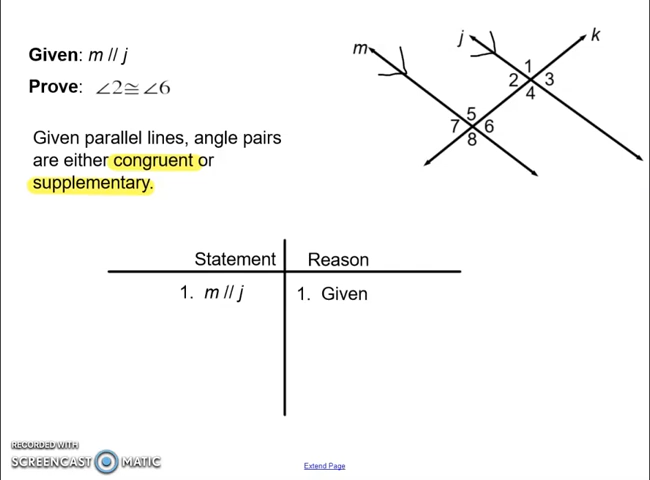 Given: m // j
Prove: ∠2≅∠6
Given parallel lines, angle pairs
are either congruent or
supplementary.
m
j
k
1
2
3
4
5
7
6
8
Statement
Reason
1. m // j
1. Given
RECORDED WITH
SCREENCAST MATIC
Extend Page